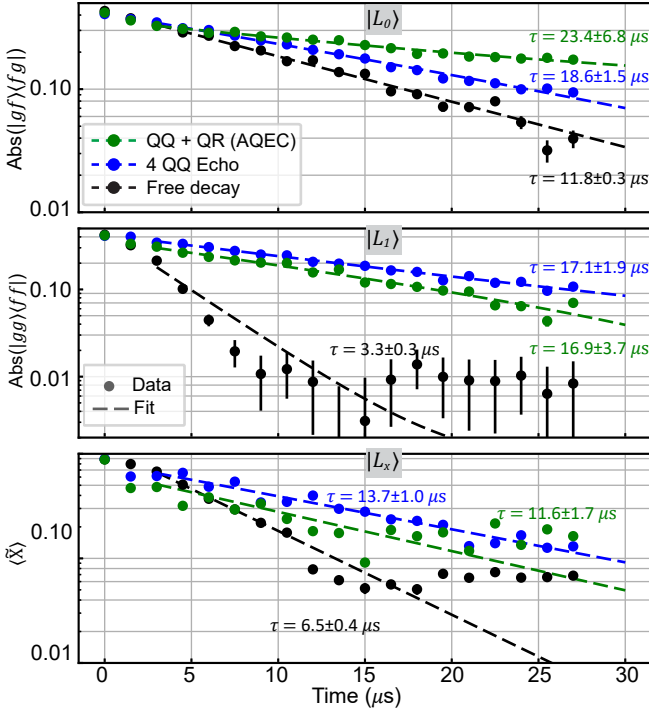 |L₀⟩
Abs(|gf⟩⟨fg|)
0.10
0.01
τ = 23.4±6.8 μs
τ = 18.6±1.5 μs
τ = 11.8±0.3 μs
QQ + QR (AQEC)
4 QQ Echo
Free decay
|L₁⟩
Abs(|gg⟩⟨ff|)
0.10
0.01
τ = 17.1±1.9 μs
τ = 3.3±0.3 μs
τ = 16.9±3.7 μs
Data
Fit
|Lₓ⟩
⟨X̃⟩
0.10
0.01
τ = 13.7±1.0 μs
τ = 11.6±1.7 μs
τ = 6.5±0.4 μs
0 5 10 15 20 25 30
Time (μs)